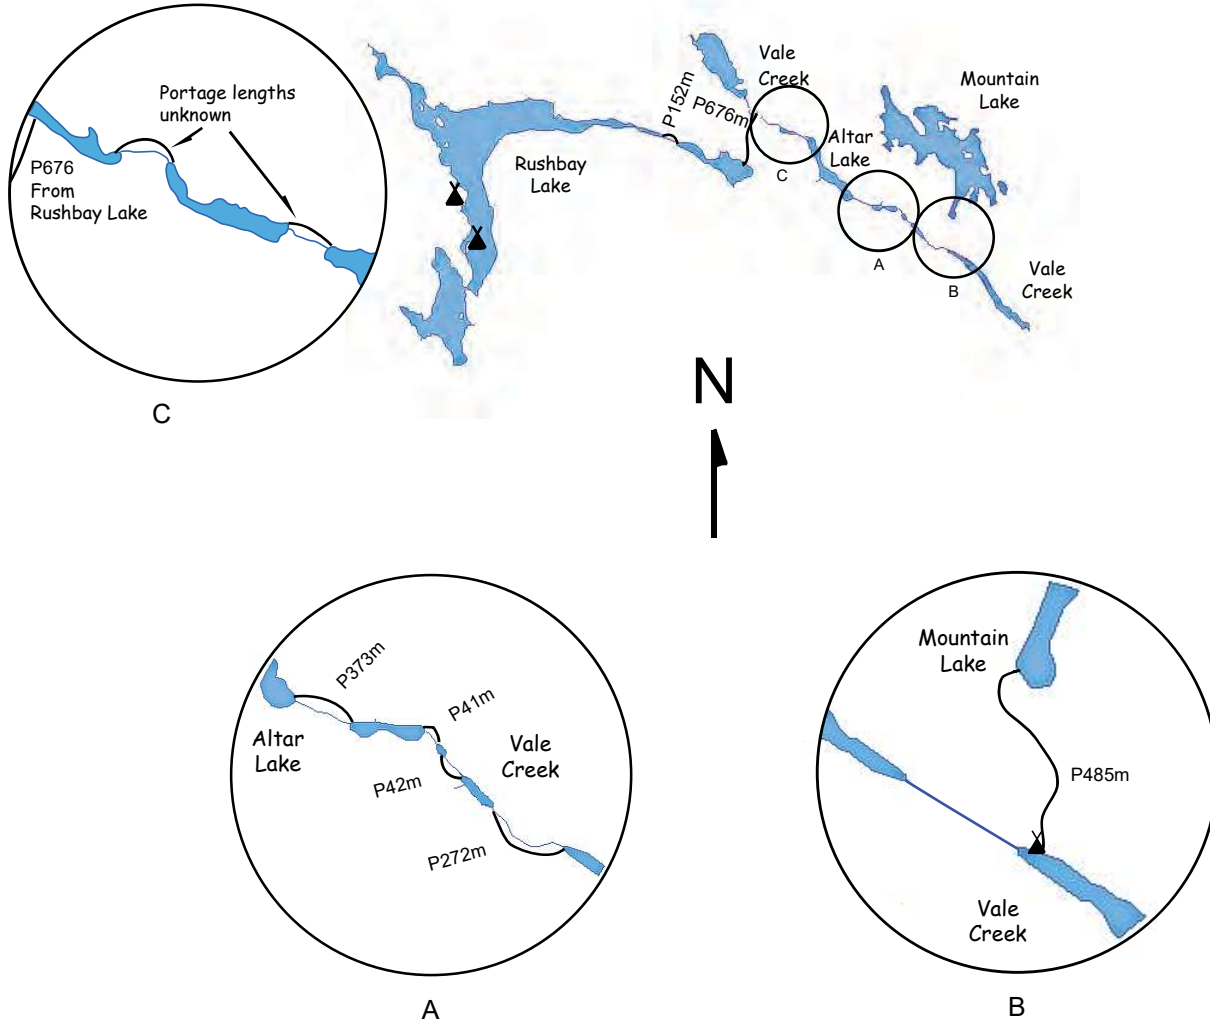 Portage lengths
unknown
P676
From
Rushbay Lake
C
Rushbay
Lake
P152m
P676m
Vale
Creek
C
Altar
Lake
A
Mountain
Lake
B
Vale
Creek
N
P373m
P41m
Altar
Lake
Vale
Creek
P42m
P272m
A
Mountain
Lake
P485m
Vale
Creek
B